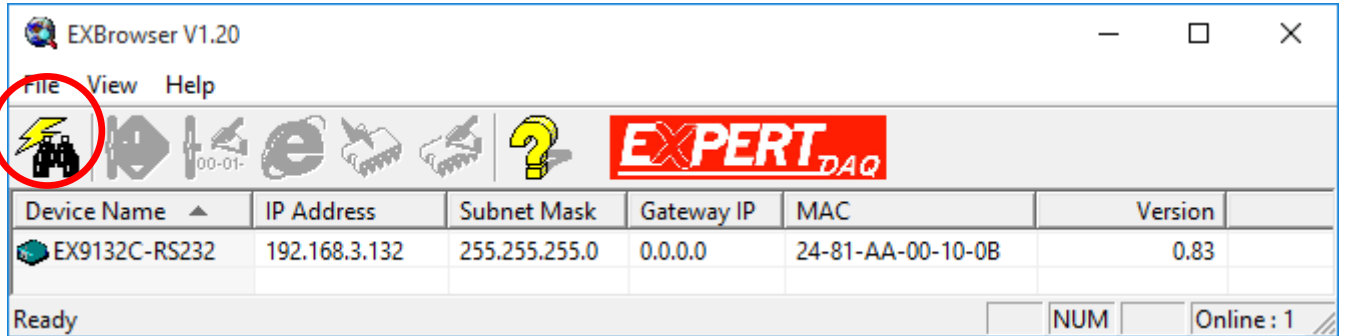 EXBrowser V1.20
File View Help
00-01-
EXPERT DAQ
Device Name IP Address Subnet Mask Gateway IP MAC Version
EX9132C-RS232 192.168.3.132 255.255.255.0 0.0.0.0 24-81-AA-00-10-0B 0.83
Ready NUM Online : 1